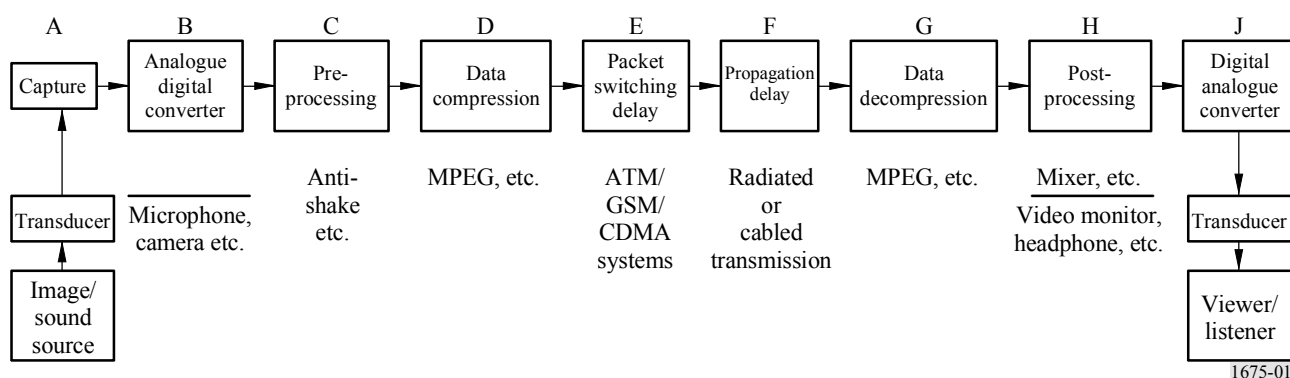 A
B
C
D
E
F
G
H
J
Capture
Analogue
digital
converter
Pre-
processing
Data
compression
Packet
switching
delay
Propagation
delay
Data
decompression
Post-
processing
Digital
analogue
converter
Transducer
Microphone,
camera etc.
Anti-
shake
etc.
MPEG, etc.
ATM/
GSM/
CDMA
systems
Radiated
or
cabled
transmission
MPEG, etc.
Mixer, etc.
Video monitor,
headphone, etc.
Transducer
Image/
sound
source
Viewer/
listener
1675-01